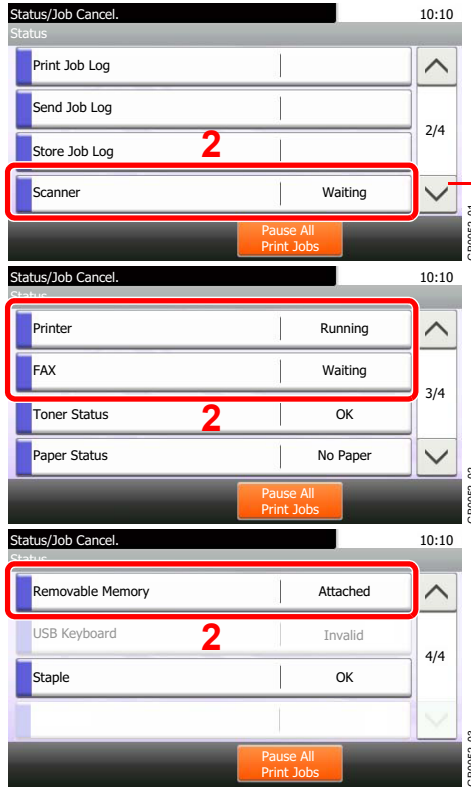 Status/Job Cancel. 10:10
Status
Print Job Log
Send Job Log
2/4
Store Job Log
2
Scanner Waiting
Pause All
Print Jobs
Status/Job Cancel. 10:10
Status
Printer Running
FAX Waiting
3/4
Toner Status OK
2
Paper Status No Paper
Pause All
Print Jobs
Status/Job Cancel. 10:10
Status
Removable Memory Attached
USB Keyboard Invalid
2
4/4
Staple OK
Pause All
Print Jobs